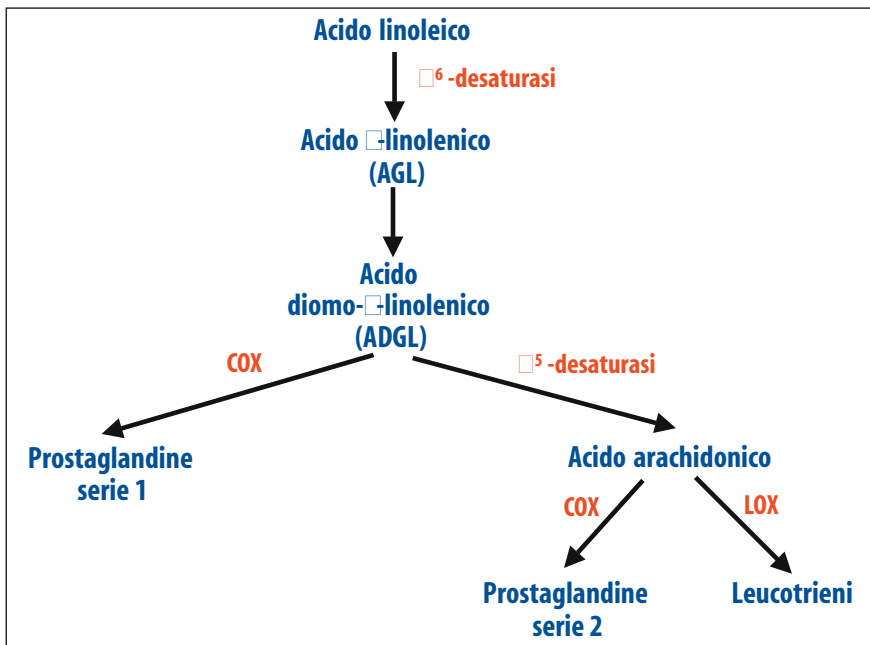 Acido linoleico
□⁶ -desaturasi
Acido □-linolenico
(AGL)
Acido
diomo-□-linolenico
(ADGL)
COX
□⁵ -desaturasi
Prostaglandine
serie 1
Acido arachidonico
COX
LOX
Prostaglandine
serie 2
Leucotrieni